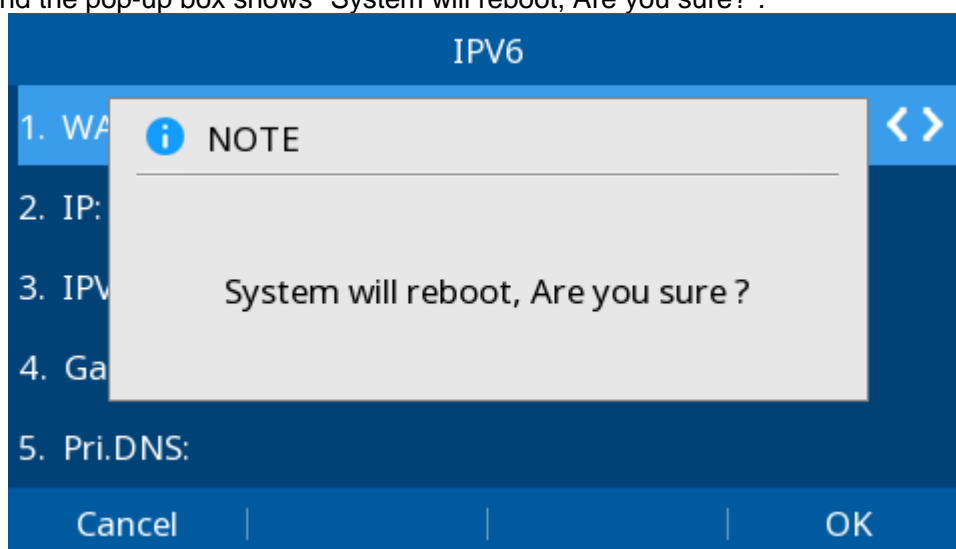 nd the pop-up box shows "System will reboot, Are you sure?".
IPV6
1. WA
NOTE
2. IP:
3. IPV
System will reboot, Are you sure ?
4. Ga
5. Pri.DNS:
Cancel OK